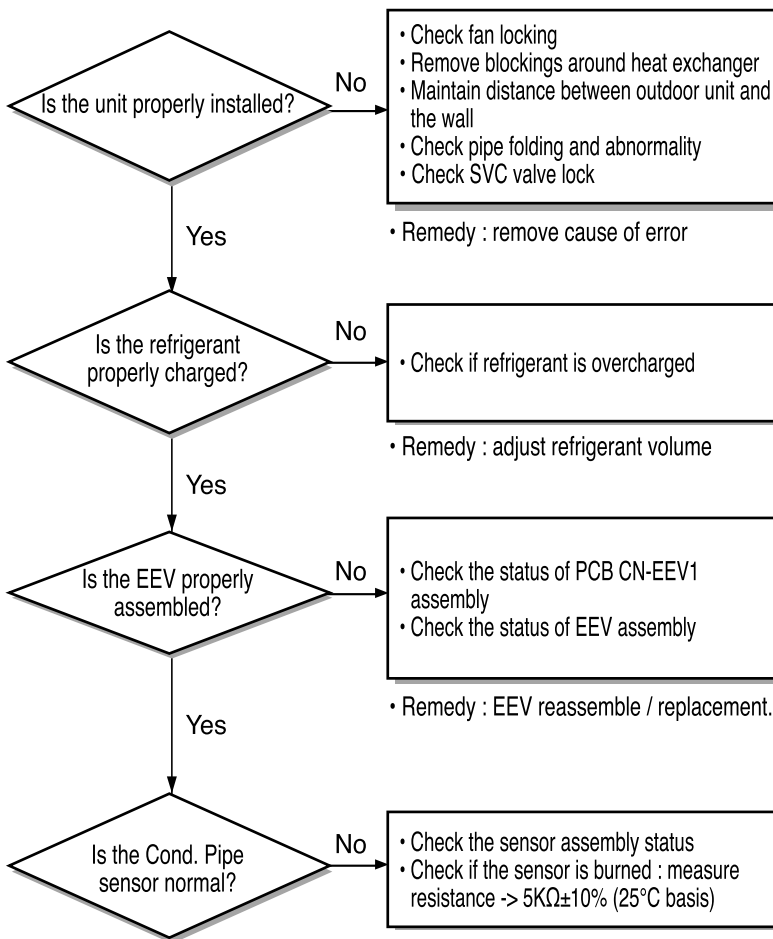 Is the unit properly installed?
No
• Check fan locking
• Remove blockings around heat exchanger
• Maintain distance between outdoor unit and
the wall
• Check pipe folding and abnormality
• Check SVC valve lock
• Remedy : remove cause of error
Yes
Is the refrigerant
properly charged?
No
• Check if refrigerant is overcharged
• Remedy : adjust refrigerant volume
Yes
Is the EEV properly
assembled?
No
• Check the status of PCB CN-EEV1
assembly
• Check the status of EEV assembly
• Remedy : EEV reassemble / replacement.
Yes
Is the Cond. Pipe
sensor normal?
No
• Check the sensor assembly status
• Check if the sensor is burned : measure
resistance -> 5KΩ±10% (25°C basis)